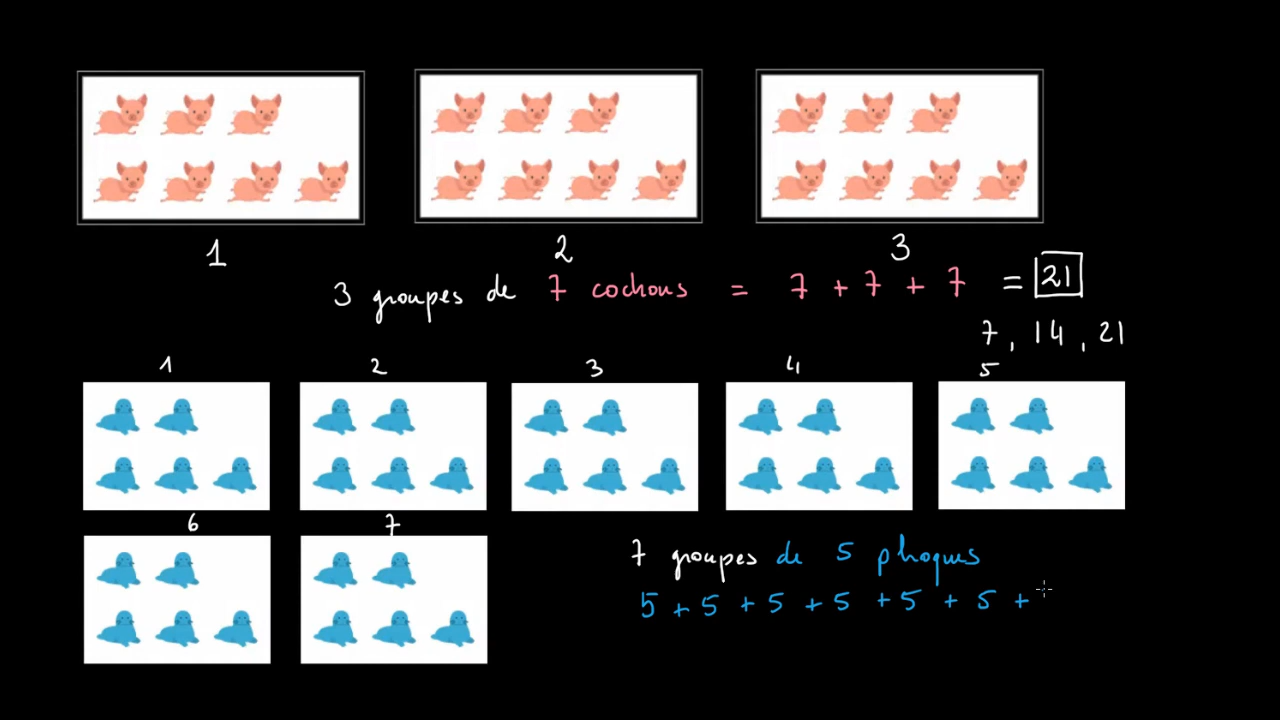 1 2 3
3 groupes de 7 cochons = 7 + 7 + 7 = 21
7, 14, 21
1 2 3 4 5
6 7
7 groupes de 5 phoques
5 + 5 + 5 + 5 + 5 + 5 +